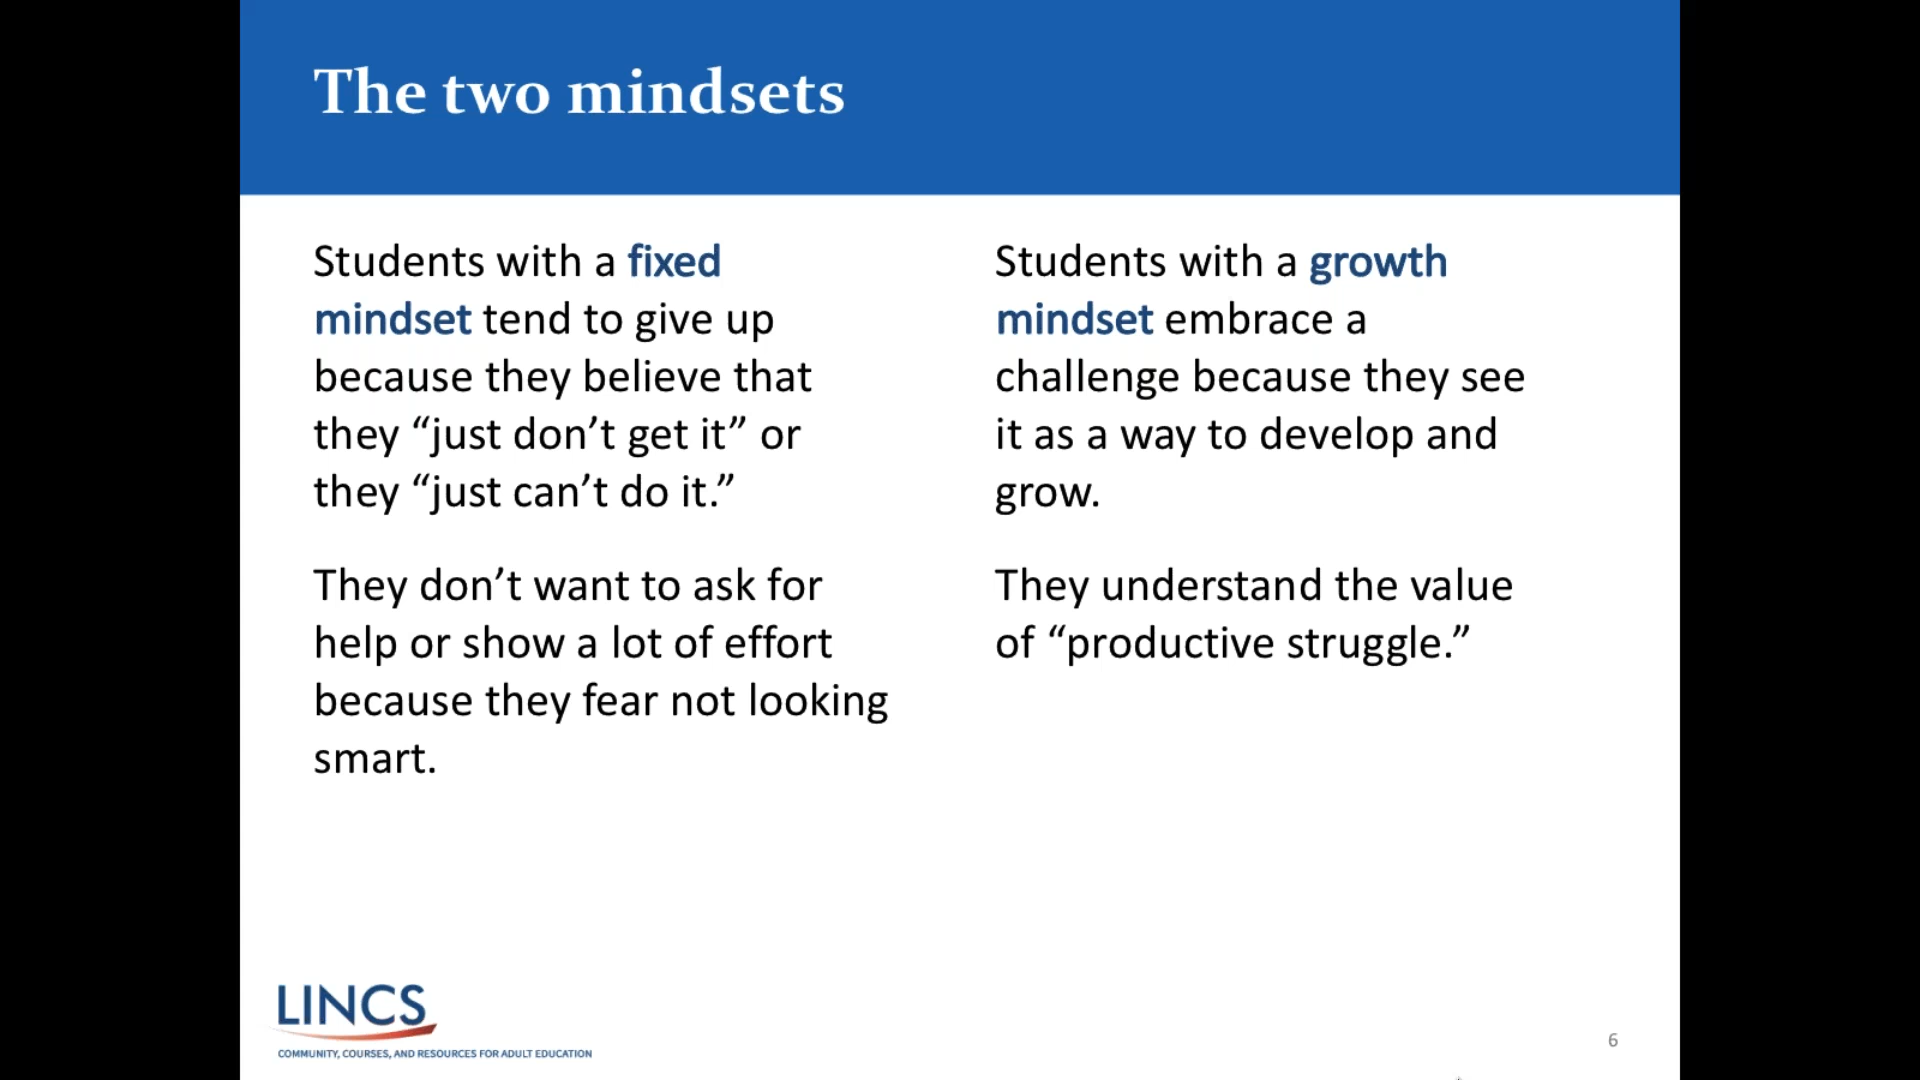 The two mindsets
Students with a fixed
mindset tend to give up
because they believe that
they “just don’t get it” or
they “just can’t do it.”
They don’t want to ask for
help or show a lot of effort
because they fear not looking
smart.
Students with a growth
mindset embrace a
challenge because they see
it as a way to develop and
grow.
They understand the value
of “productive struggle.”
LINCS
COMMUNITY, COURSES, AND RESOURCES FOR ADULT EDUCATION
6